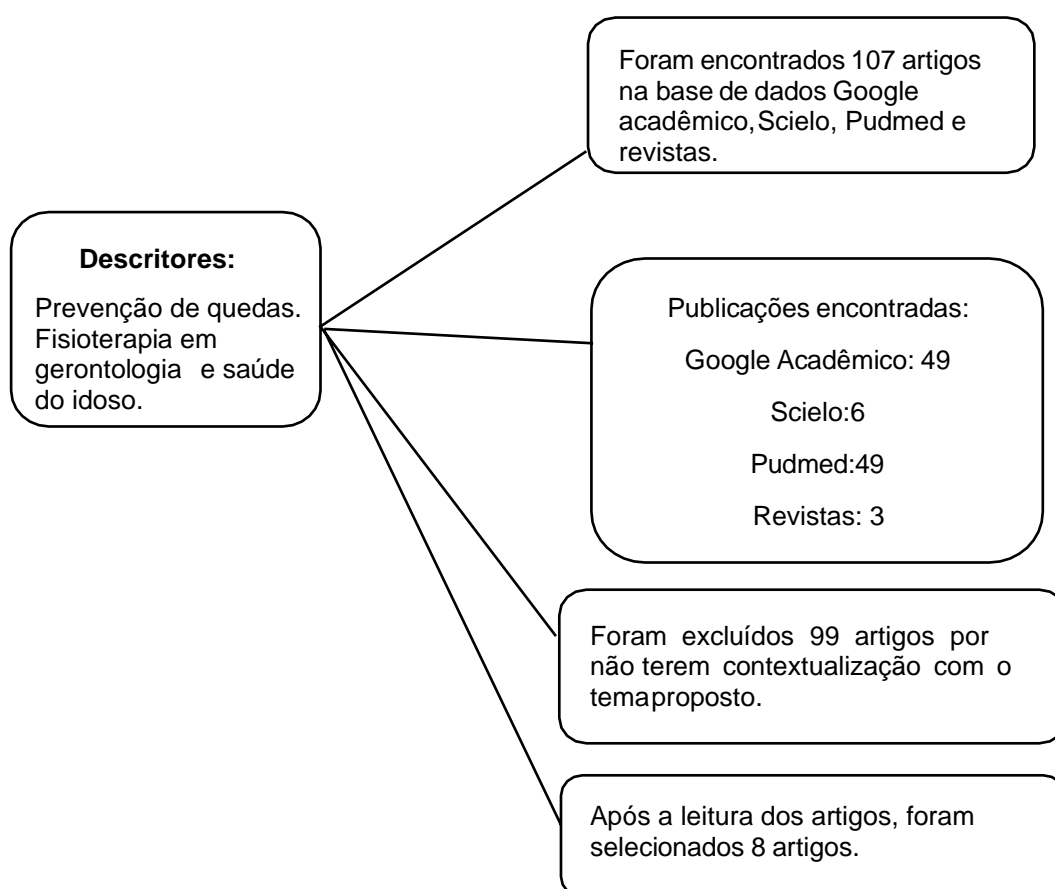 Foram encontrados 107 artigos
na base de dados Google
acadêmico,Scielo, Pudmed e
revistas.
Descritores:
Prevenção de quedas.
Fisioterapia em
gerontologia e saúde
do idoso.
Publicações encontradas:
Google Acadêmico: 49
Scielo:6
Pudmed:49
Revistas: 3
Foram excluídos 99 artigos por
não terem contextualização com o
temaproposto.
Após a leitura dos artigos, foram
selecionados 8 artigos.